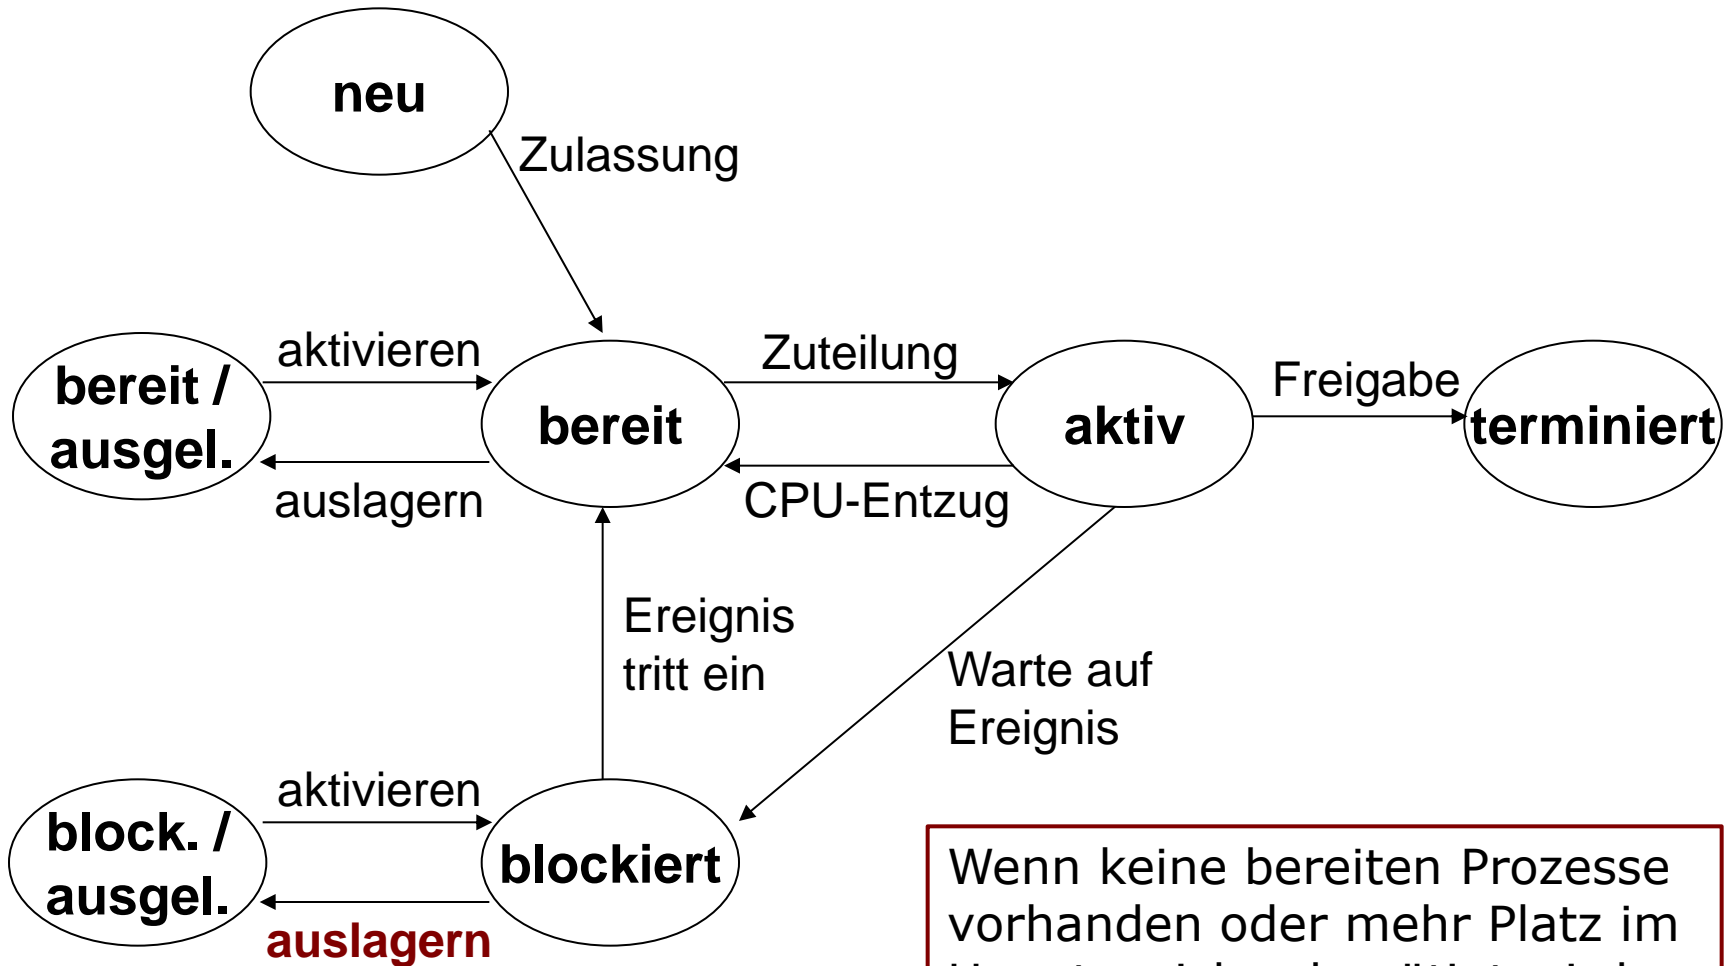 neu
Zulassung
aktivieren
bereit /
ausgel.
auslagern
bereit
Zuteilung
CPU-Entzug
aktiv
Freigabe
terminiert
Ereignis
tritt ein
Warte auf
Ereignis
aktivieren
block. /
ausgel.
auslagern
blockiert
Wenn keine bereiten Prozesse
vorhanden oder mehr Platz im